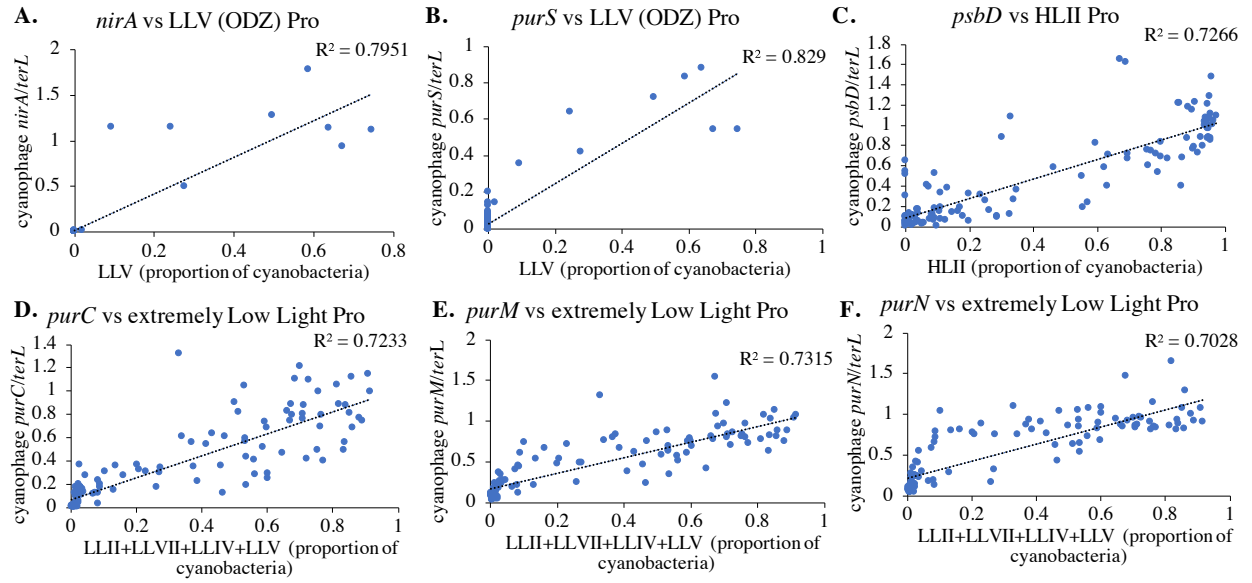 A. nirA vs LLV (ODZ) Pro
R² = 0.7951
cyanophage nirA/terL
2
1.5
1
0.5
0
0 0.2 0.4 0.6 0.8
LLV (proportion of cyanobacteria)
B. purS vs LLV (ODZ) Pro
R² = 0.829
cyanophage purS/terL
1
0.8
0.6
0.4
0.2
0
0 0.2 0.4 0.6 0.8 1
LLV (proportion of cyanobacteria)
C. psbD vs HLII Pro
R² = 0.7266
cyanophage psbD/terL
1.8
1.6
1.4
1.2
1
0.8
0.6
0.4
0.2
0
0 0.2 0.4 0.6 0.8 1
HLII (proportion of cyanobacteria)
D. purC vs extremely Low Light Pro
R² = 0.7233
cyanophage purC/terL
1.4
1.2
1
0.8
0.6
0.4
0.2
0
0 0.2 0.4 0.6 0.8 1
LLII+LLVII+LLIV+LLV (proportion of
cyanobacteria)
E. purM vs extremely Low Light Pro
R² = 0.7315
cyanophage purM/terL
2
1.5
1
0.5
0
0 0.2 0.4 0.6 0.8 1
LLII+LLVII+LLIV+LLV (proportion of
cyanobacteria)
F. purN vs extremely Low Light Pro
R² = 0.7028
cyanophage purN/terL
2
1.5
1
0.5
0
0 0.2 0.4 0.6 0.8 1
LLII+LLVII+LLIV+LLV (proportion of
cyanobacteria)